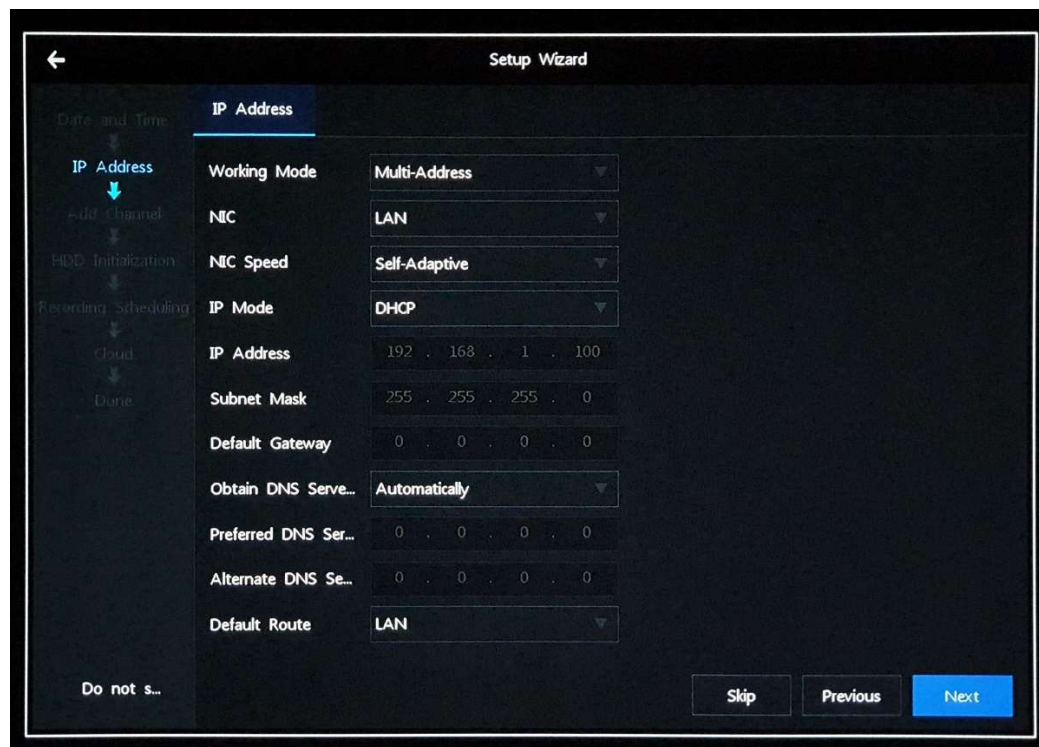 Setup Wizard
Date and Time
IP Address
Add Channel
HDD Initialization
Recording Scheduling
Cloud
Done
Do not s...
IP Address
Working Mode Multi-Address
NIC LAN
NIC Speed Self-Adaptive
IP Mode DHCP
IP Address 192 . 168 . 1 . 100
Subnet Mask 255 . 255 . 255 . 0
Default Gateway 0 . 0 . 0 . 0
Obtain DNS Serve... Automatically
Preferred DNS Ser... 0 . 0 . 0 . 0
Alternate DNS Se... 0 . 0 . 0 . 0
Default Route LAN
Skip Previous Next